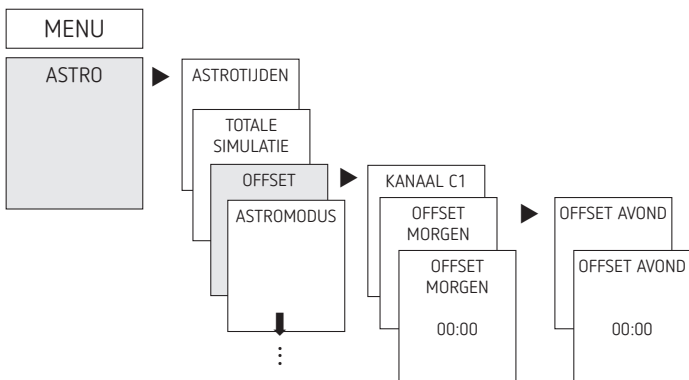 MENU
ASTRO
ASTROTIJDEN
TOTALE
SIMULATIE
OFFSET
ASTROMODUS
KANAAL C1
OFFSET
MORGEN
OFFSET
MORGEN
00:00
OFFSET AVOND
OFFSET AVOND
00:00